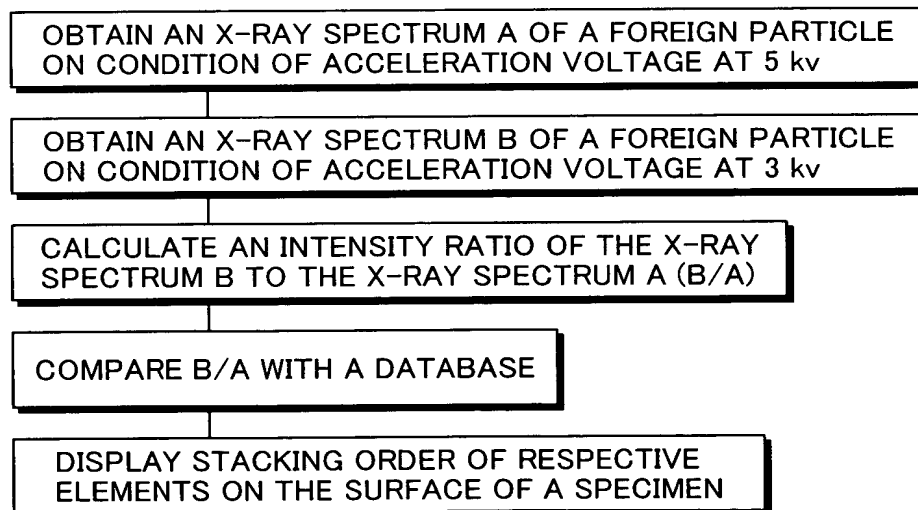 OBTAIN AN X-RAY SPECTRUM A OF A FOREIGN PARTICLE
ON CONDITION OF ACCELERATION VOLTAGE AT 5 kv
OBTAIN AN X-RAY SPECTRUM B OF A FOREIGN PARTICLE
ON CONDITION OF ACCELERATION VOLTAGE AT 3 kv
CALCULATE AN INTENSITY RATIO OF THE X-RAY
SPECTRUM B TO THE X-RAY SPECTRUM A (B/A)
COMPARE B/A WITH A DATABASE
DISPLAY STACKING ORDER OF RESPECTIVE
ELEMENTS ON THE SURFACE OF A SPECIMEN